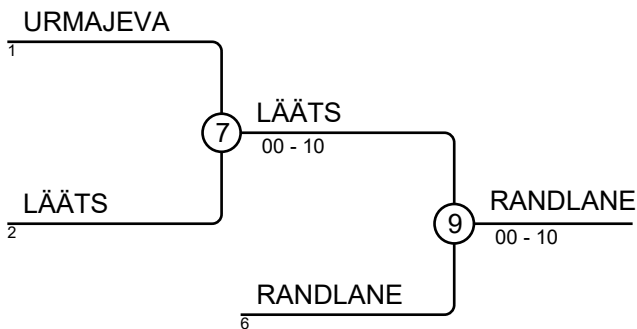 URMAJEVA
1
7
LÄÄTS
00 - 10
LÄÄTS
2
9
RANDLANE
00 - 10
RANDLANE
6